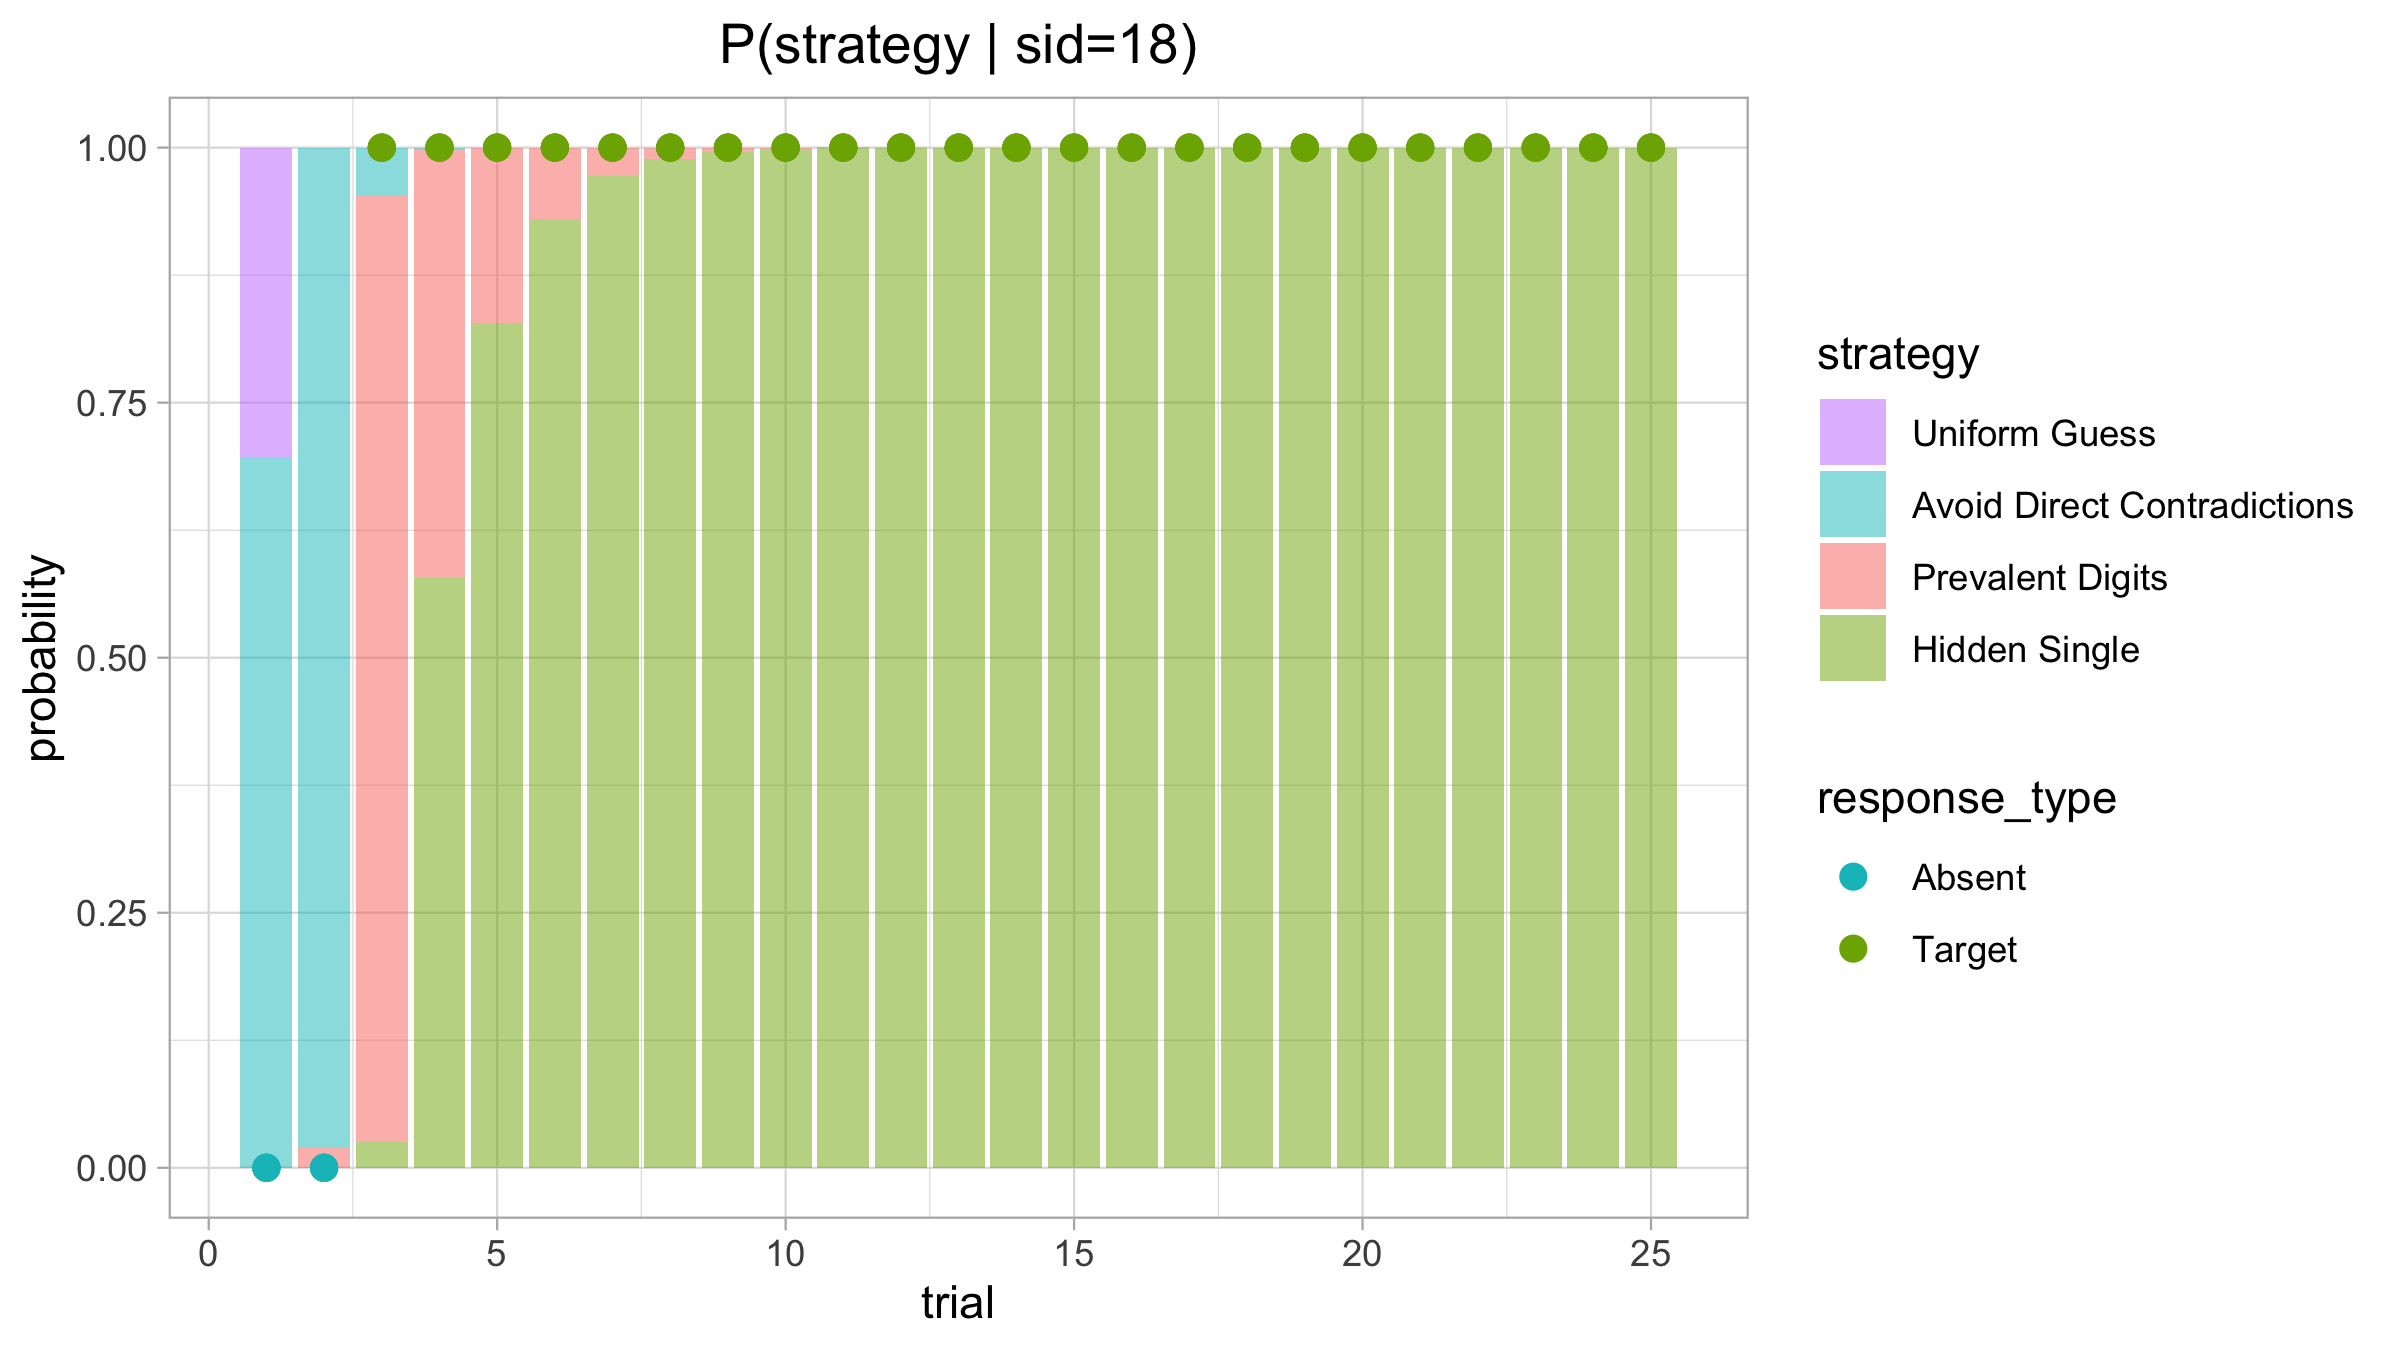 P(strategy | sid=18)
probability
1.00
0.75
0.50
0.25
0.00
0 5 10 15 20 25
trial
strategy
Uniform Guess
Avoid Direct Contradictions
Prevalent Digits
Hidden Single
response_type
Absent
Target